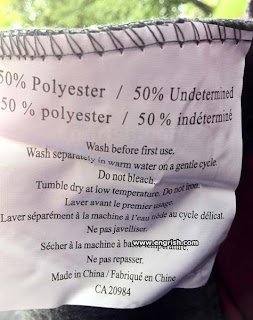 50% Polyester / 50% Undetermined
50 % polyester / 50 % indéterminé
Wash before first use.
Wash separately in warm water on a gentle cycle.
Do not bleach.
Tumble dry at low temperature. Do not iron.
Laver avant le premier usage.
Laver séparément à la machine à l'eau tiède au cycle délicat.
Ne pas javelliser.
Sécher à la machine à basse température.
www.engrish.com
Ne pas repasser.
Made in China / Fabriqué en Chine
CA 20984